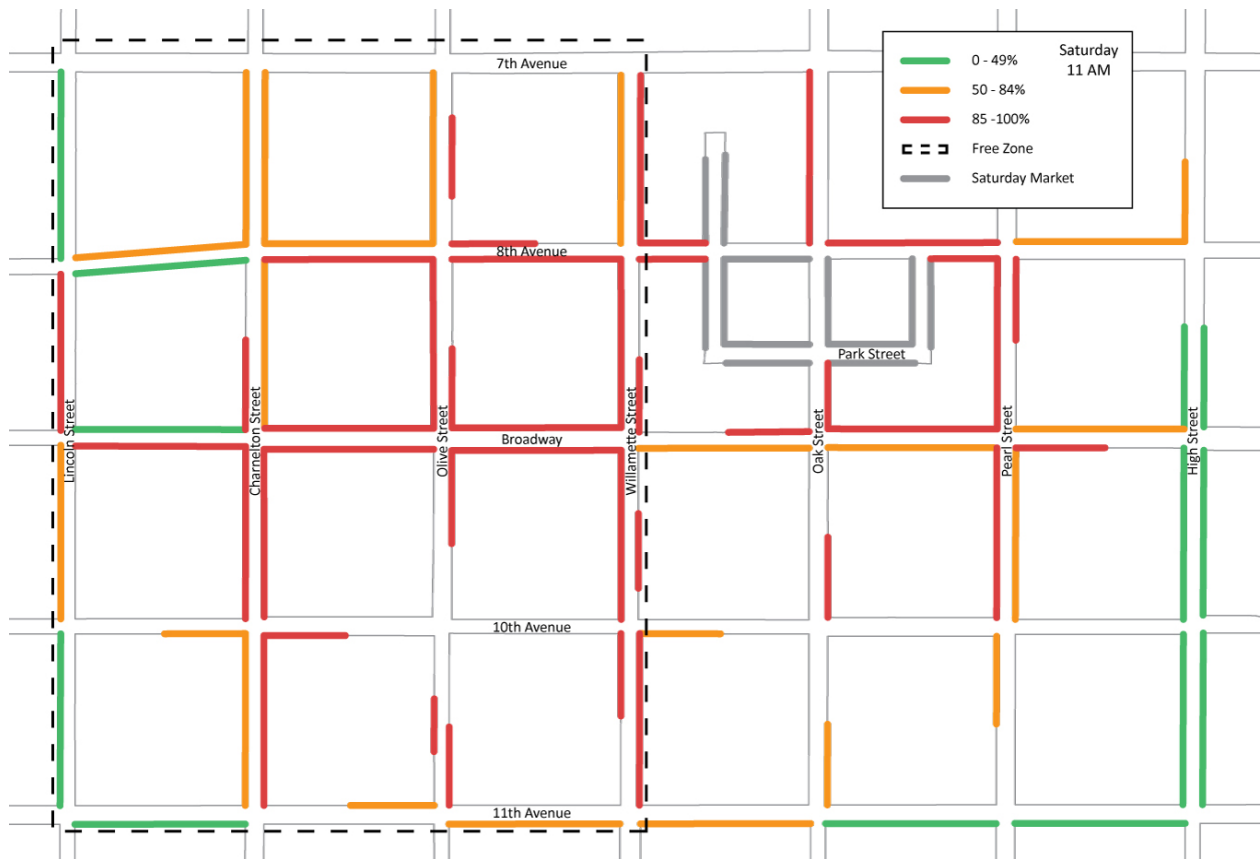 7th Avenue
0 - 49%
Saturday
11 AM
50 - 84%
85 -100%
Free Zone
Saturday Market
8th Avenue
Park Street
Lincoln Street
Charnelton Street
Olive Street
Willamette Street
Oak Street
Pearl Street
High Street
Broadway
10th Avenue
11th Avenue